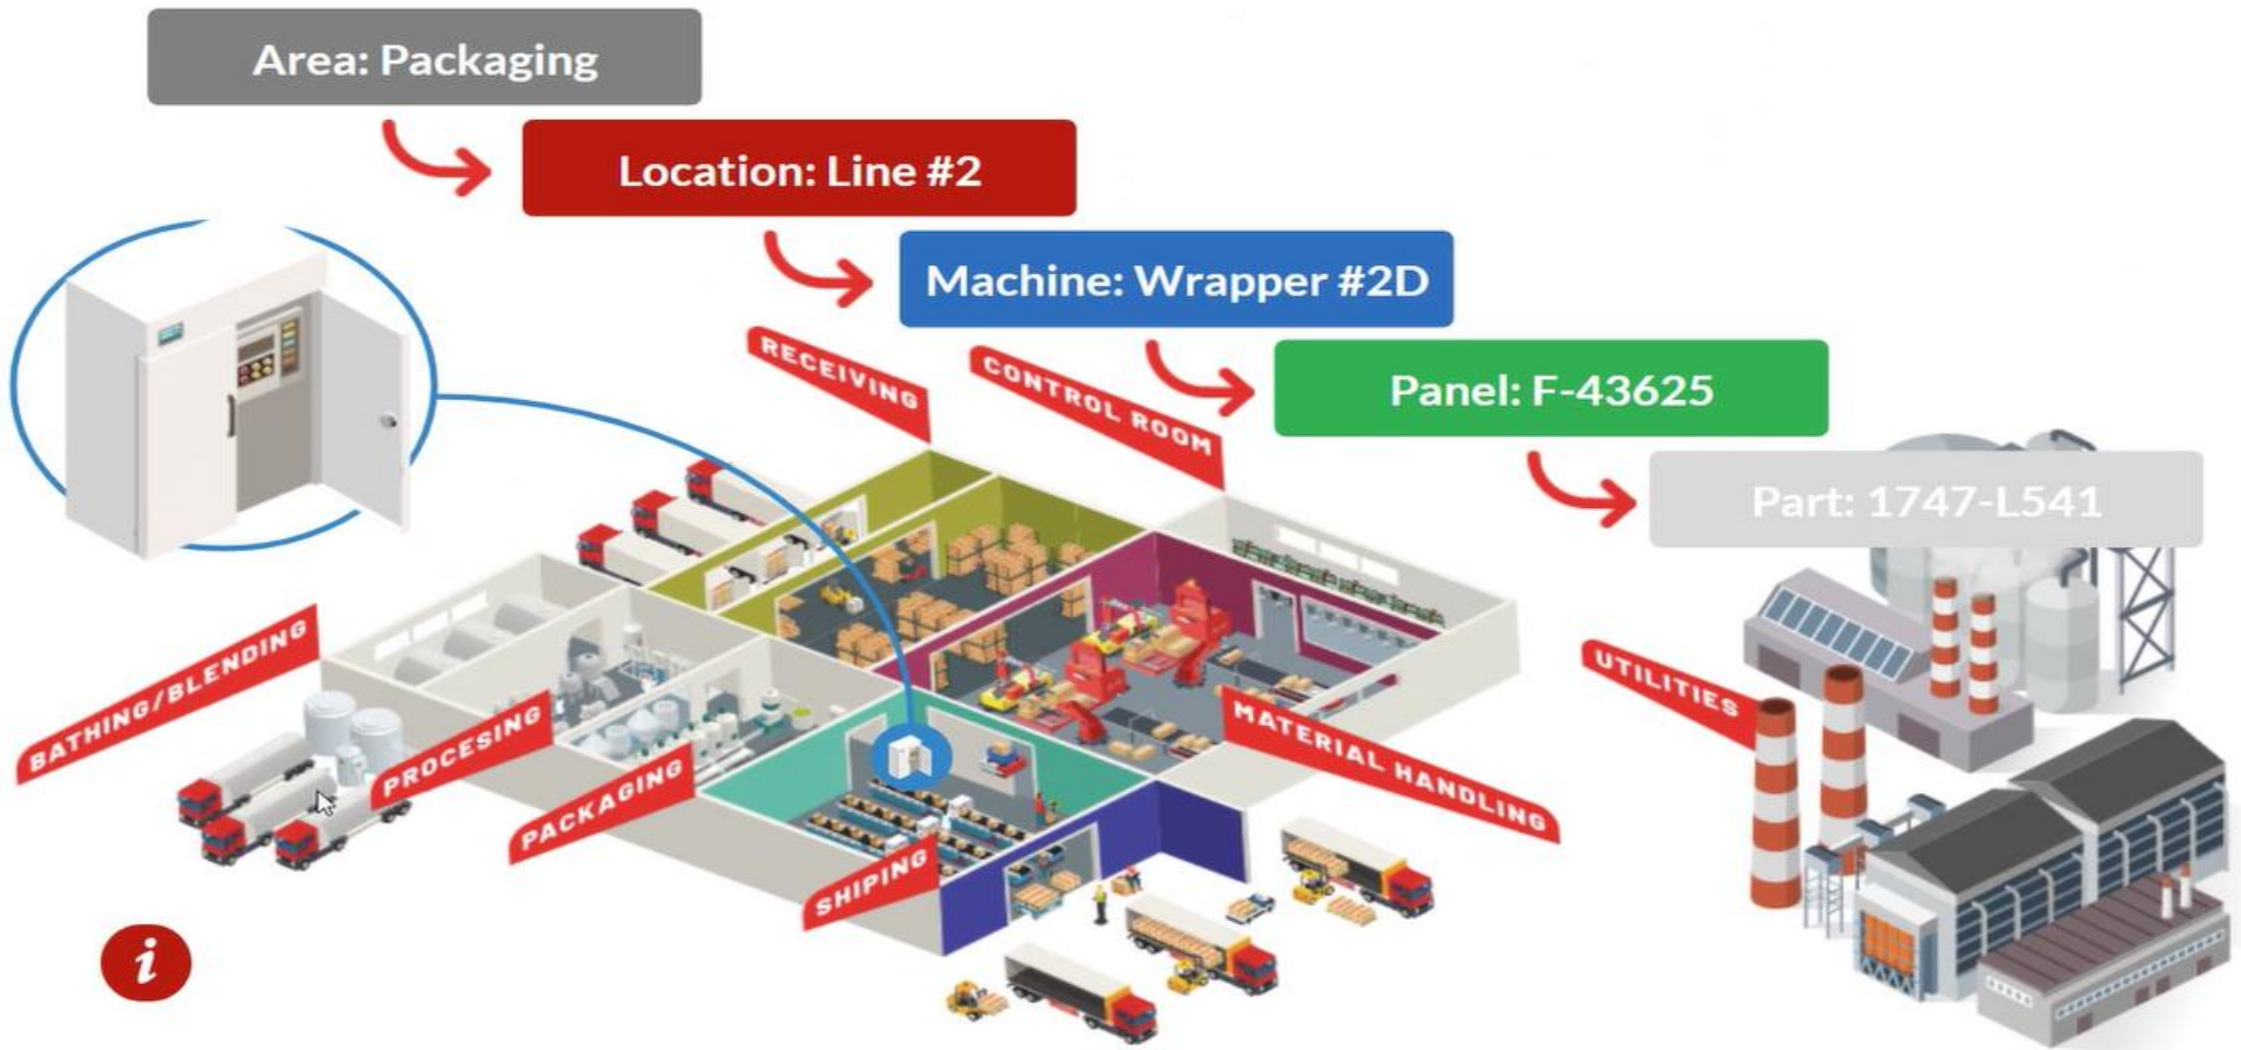 Area: Packaging
Location: Line #2
Machine: Wrapper #2D
Panel: F-43625
Part: 1747-L541
RECEIVING
CONTROL ROOM
BATHING/BLENDING
PROCESING
PACKAGING
SHIPING
MATERIAL HANDLING
UTILITIES
i